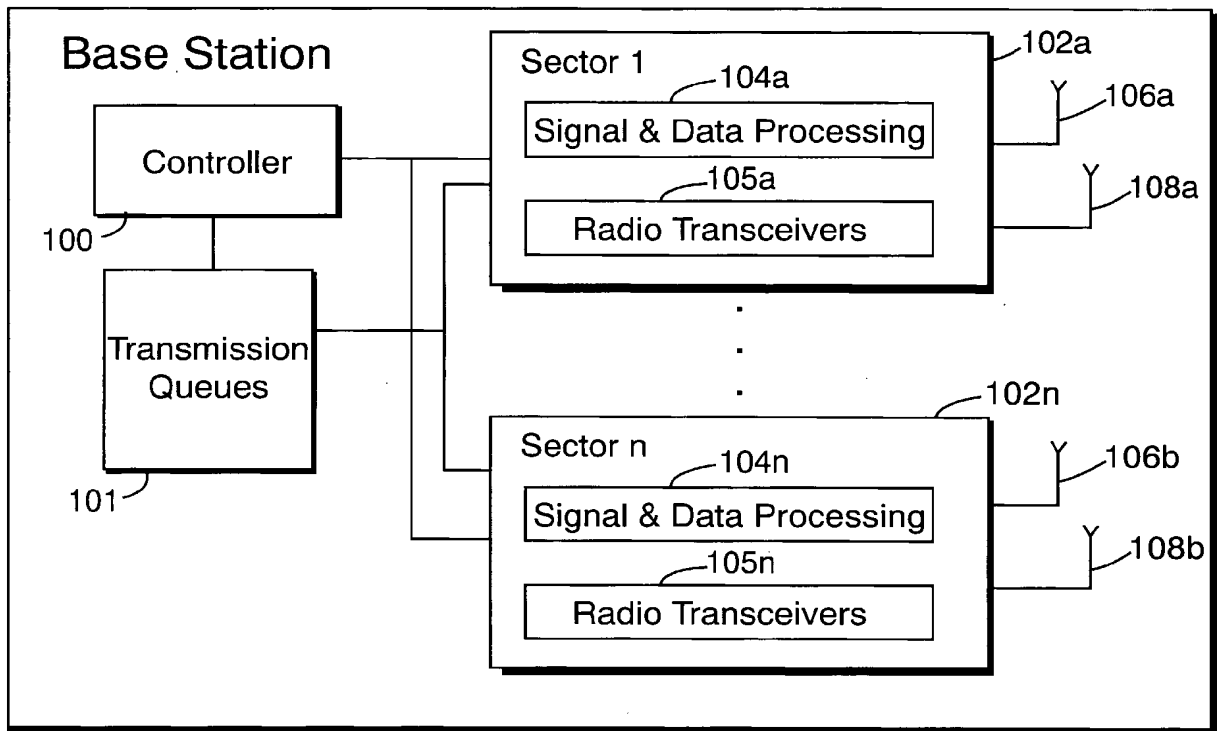 Base Station
Controller
100
Transmission
Queues
101
Sector 1
102a
104a
Signal & Data Processing
105a
Radio Transceivers
106a
108a
Sector n
102n
104n
Signal & Data Processing
105n
Radio Transceivers
106b
108b